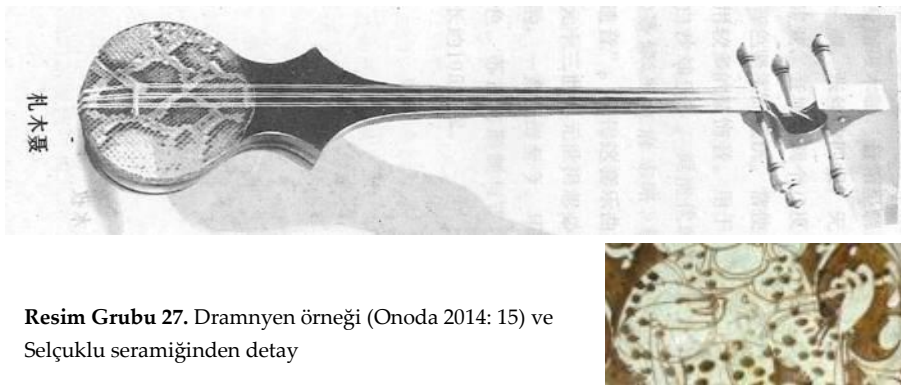 札木聂
Resim Grubu 27. Dramnyen örneği (Onoda 2014: 15) ve
Selçuklu seramiğinden detay